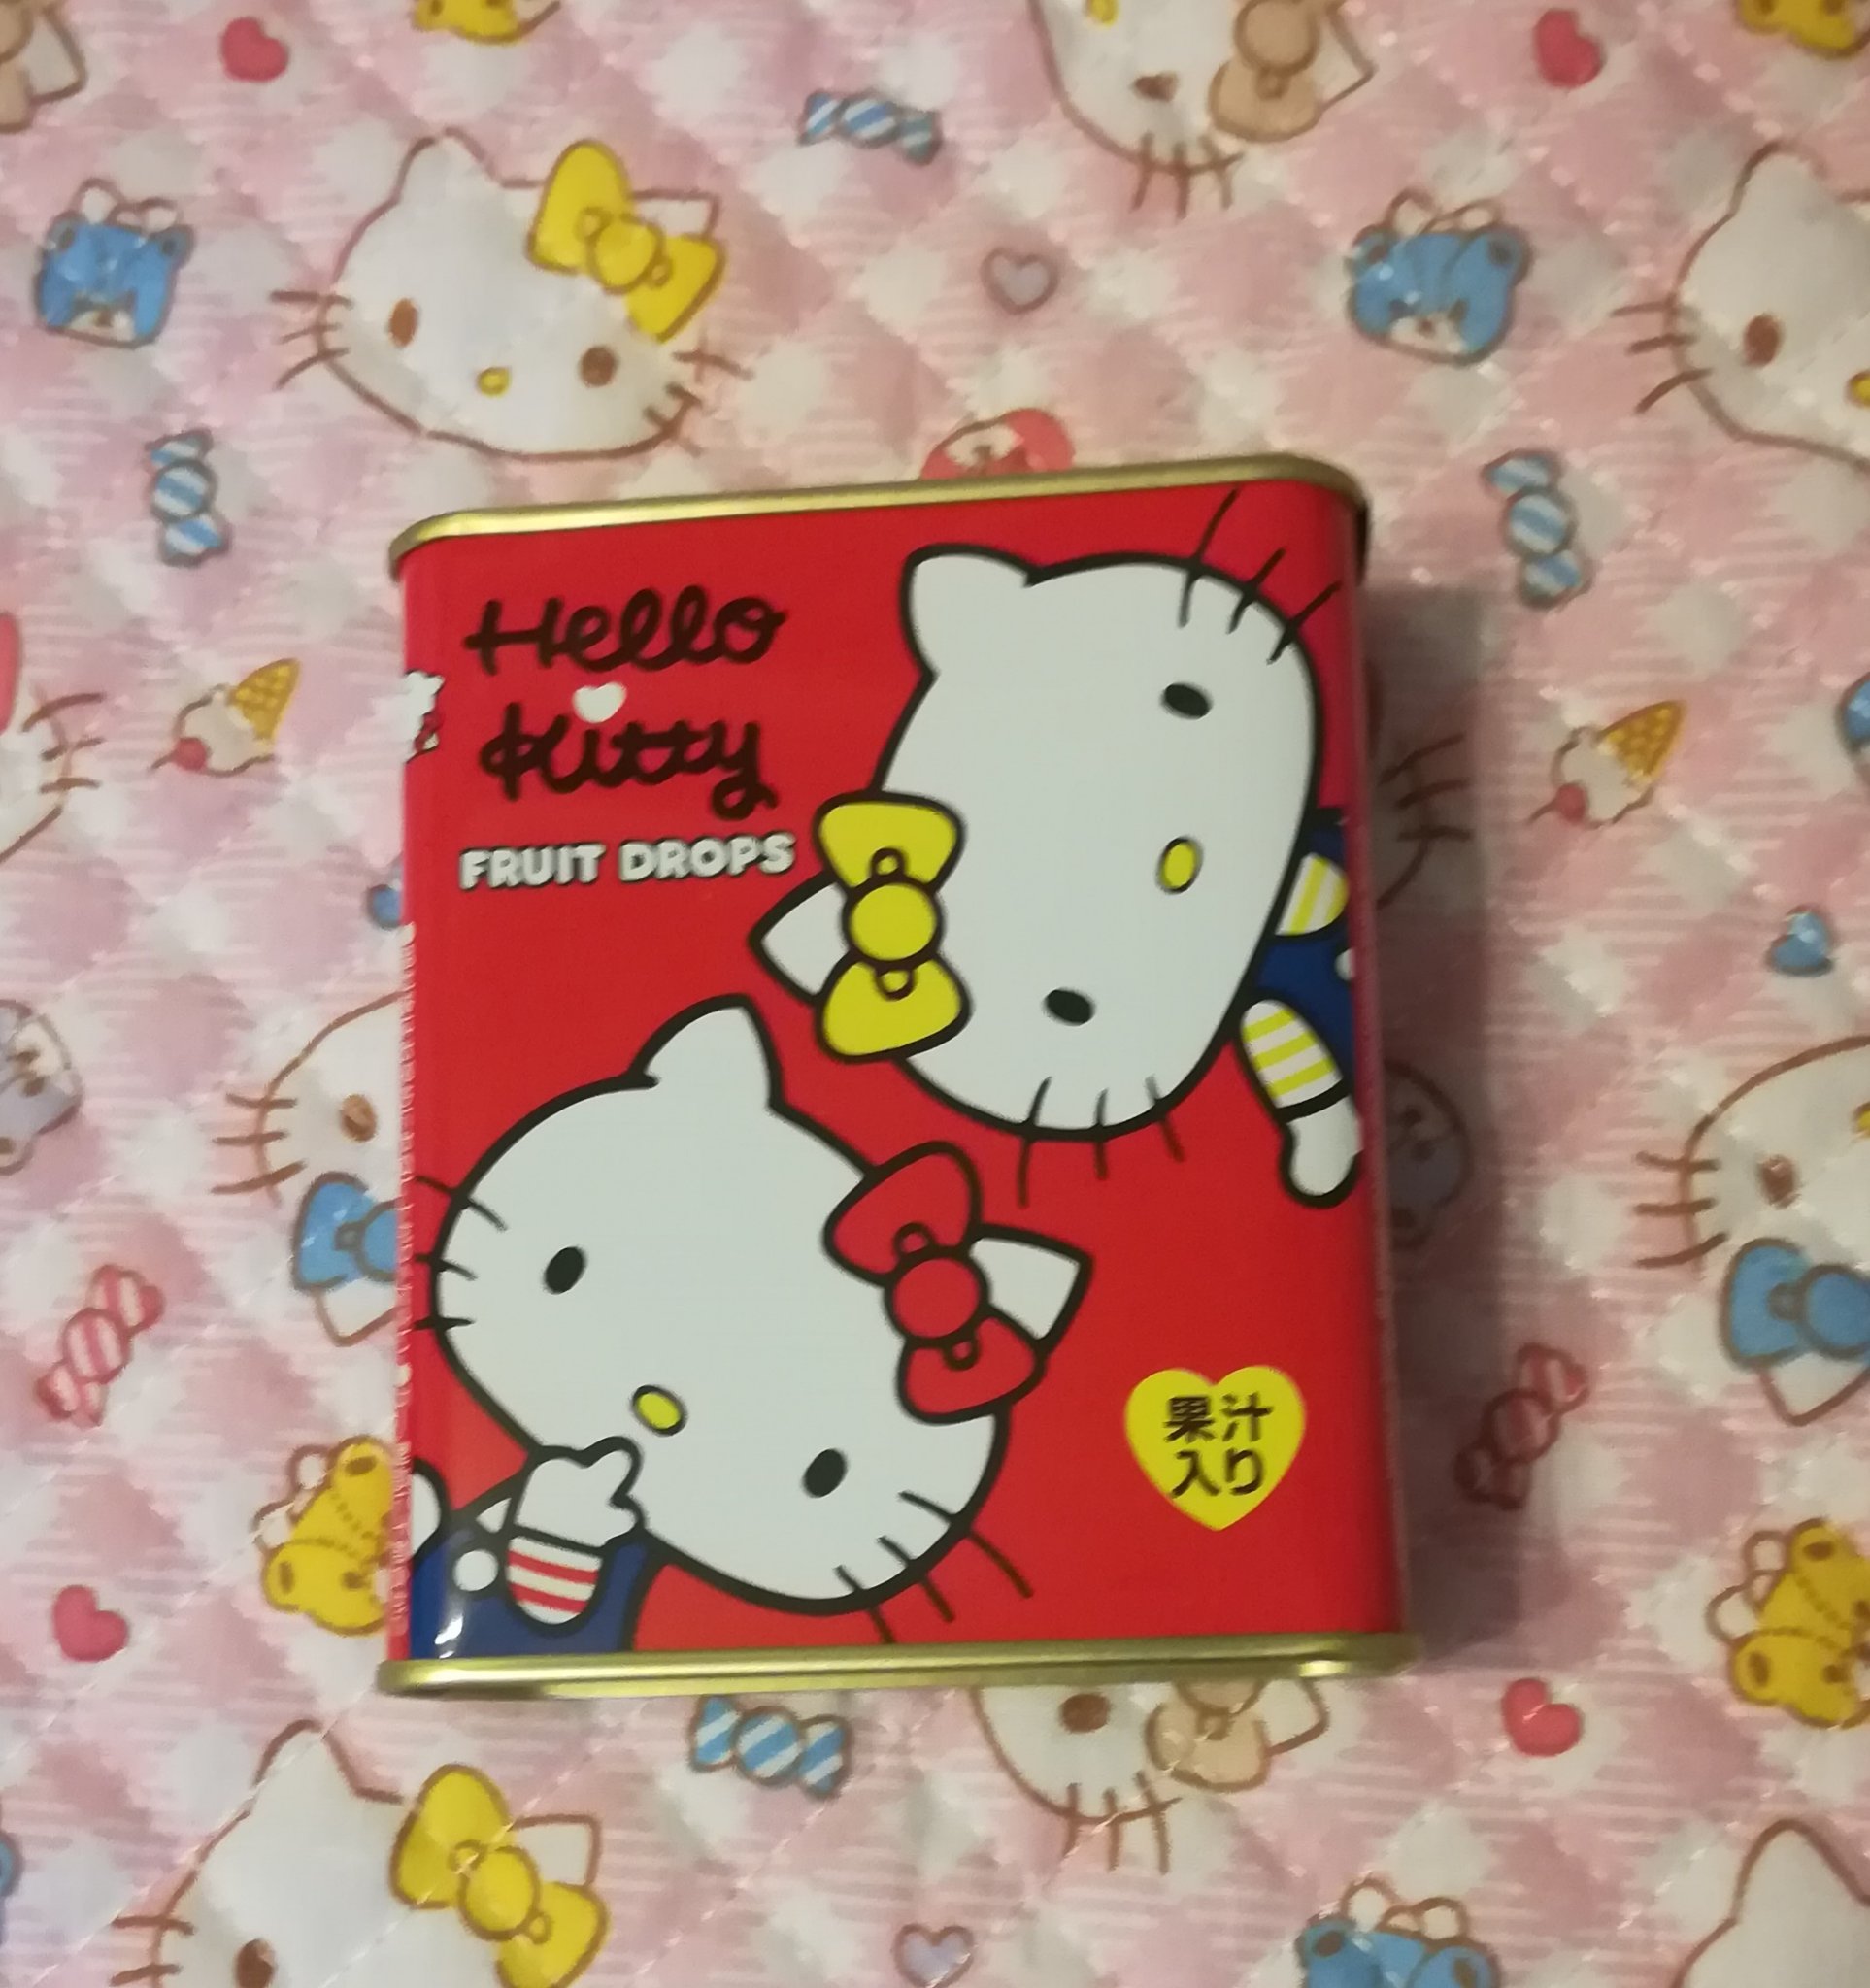 Hello
Kitty
FRUIT DROPS
果汁
入り